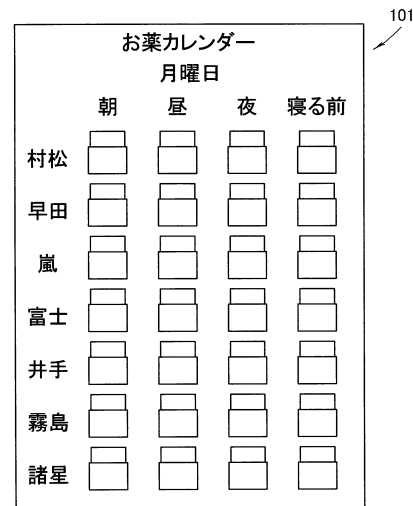 101
お薬カレンダー
月曜日
朝 昼 夜 寝る前
村松
早田
嵐
富士
井手
霧島
諸星